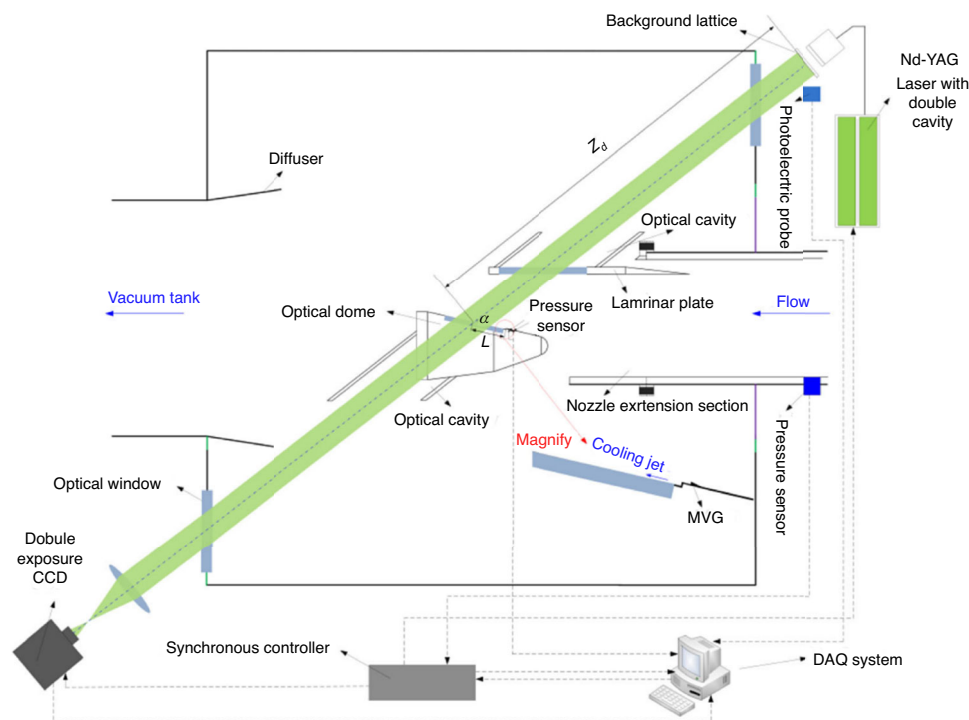 Background lattice
Nd-YAG
Laser with
double
cavity
Photoelecrtric probe
Z_d
Diffuser
Optical cavity
Lamrinar plate
Vacuum tank
Flow
Optical dome
α
L
Pressure
sensor
Optical cavity
Nozzle exrtension section
Pressure sensor
Magnify
Cooling jet
MVG
Optical window
Dobule
exposure
CCD
Synchronous controller
DAQ system